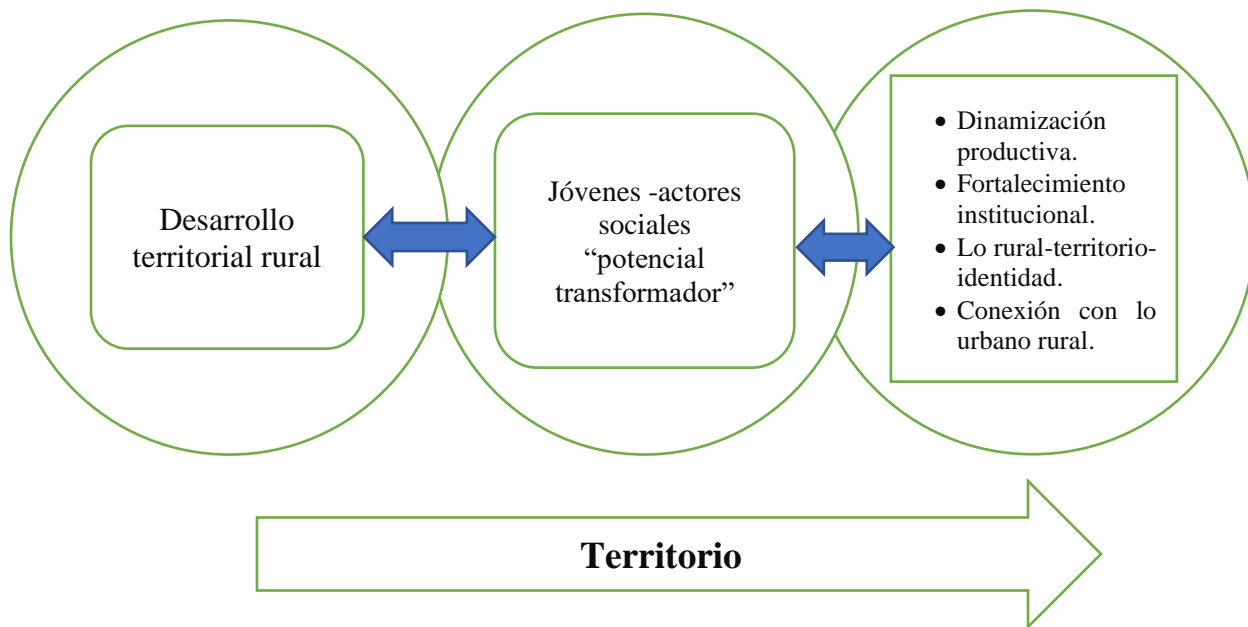 Desarrollo
territorial rural
Jóvenes -actores
sociales
“potencial
transformador”
• Dinamización
productiva.
• Fortalecimiento
institucional.
• Lo rural-territorio-
identidad.
• Conexión con lo
urbano rural.
Territorio